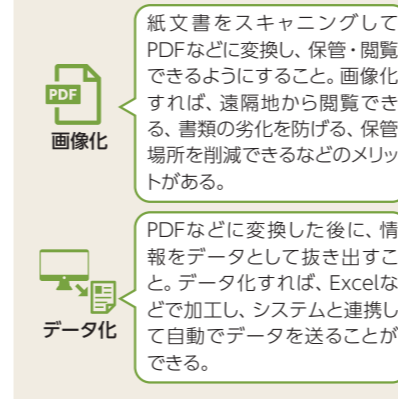 紙文書をスキャニングして
PDFなどに変換し、保管・閲覧
できるようにすること。画像化
すれば、遠隔地から閲覧でき
る、書類の劣化を防げる、保管
場所を削減できるなどのメリッ
トがある。
PDF
画像化
PDFなどに変換した後に、情
報をデータとして抜き出すこ
と。データ化すれば、Excelな
どで加工し、システムと連携し
て自動でデータを送ることが
できる。
データ化